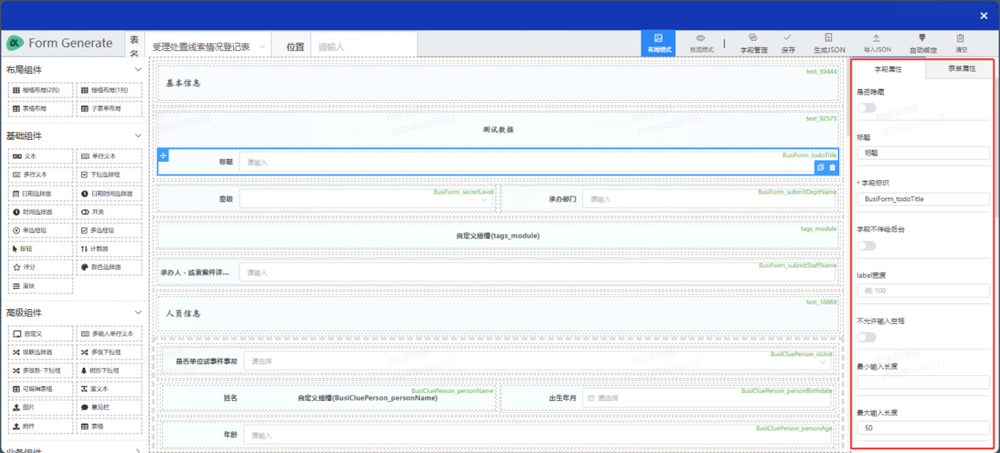 Form Generate
表名
受理处置线索情况登记表
位置
请输入
布局模式
预览模式
字段管理
保存
生成JSON
导入JSON
自动绑定
清空
布局组件
栅格布局(2列)
栅格布局(1列)
表格布局
子表单布局
基础组件
文本
单行文本
多行文本
下拉选择框
日期选择器
日期时间选择器
时间选择器
开关
单选框组
多选框组
按钮
计数器
评分
颜色选择器
滑块
高级组件
自定义
多输入单行文本
级联选择器
多级下拉框
多级新-下拉框
树形下拉框
可编辑表格
富文本
图片
意见栏
附件
表格
业务组件
text_59444
基本信息
text_92575
测试数据
BusiForm_todoTitle
标题
请输入
BusiForm_secretLevel
密级
BusiForm_submitDeptName
承办部门
请输入
tags_module
自定义插槽(tags_module)
BusiForm_submitStaffName
承办人 - 线索案件详...
请输入
text_18869
人员信息
BusiCluePerson_isUnit
是否单位或事件事故
请选择
BusiCluePerson_personName
姓名
自定义插槽(BusiCluePerson_personName)
BusiCluePerson_personBirthdate
出生年月
请选择
BusiCluePerson_personAge
年龄
请输入
字段属性
表单属性
是否隐藏
标题
标题
* 字段标识
BusiForm_todoTitle
字段不传给后台
label宽度
例: 100
不允许输入空格
最小输入长度
最大输入长度
50
2025年03月07日